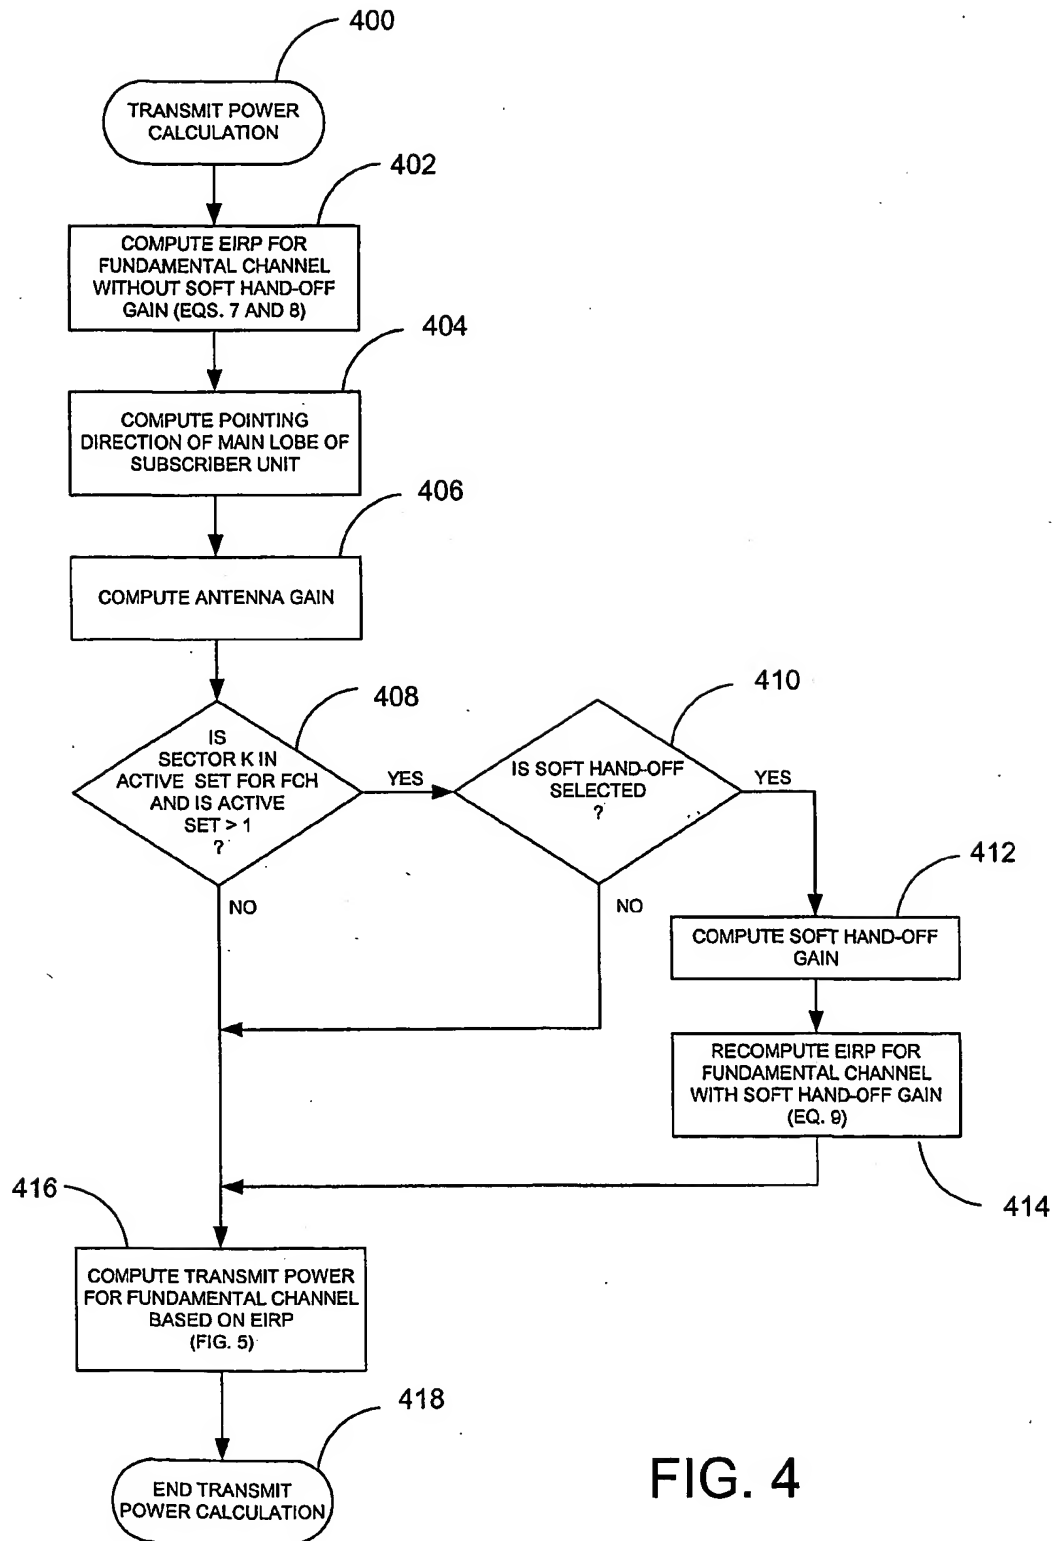 400
TRANSMIT POWER
CALCULATION
402
COMPUTE EIRP FOR
FUNDAMENTAL CHANNEL
WITHOUT SOFT HAND-OFF
GAIN (EQS. 7 AND 8)
404
COMPUTE POINTING
DIRECTION OF MAIN LOBE OF
SUBSCRIBER UNIT
406
COMPUTE ANTENNA GAIN
408
IS
SECTOR K IN
ACTIVE SET FOR FCH
AND IS ACTIVE
SET > 1
?
YES
NO
410
IS SOFT HAND-OFF
SELECTED
?
YES
NO
412
COMPUTE SOFT HAND-OFF
GAIN
RECOMPUTE EIRP FOR
FUNDAMENTAL CHANNEL
WITH SOFT HAND-OFF GAIN
(EQ. 9)
414
416
COMPUTE TRANSMIT POWER
FOR FUNDAMENTAL CHANNEL
BASED ON EIRP
(FIG. 5)
418
END TRANSMIT
POWER CALCULATION
FIG. 4